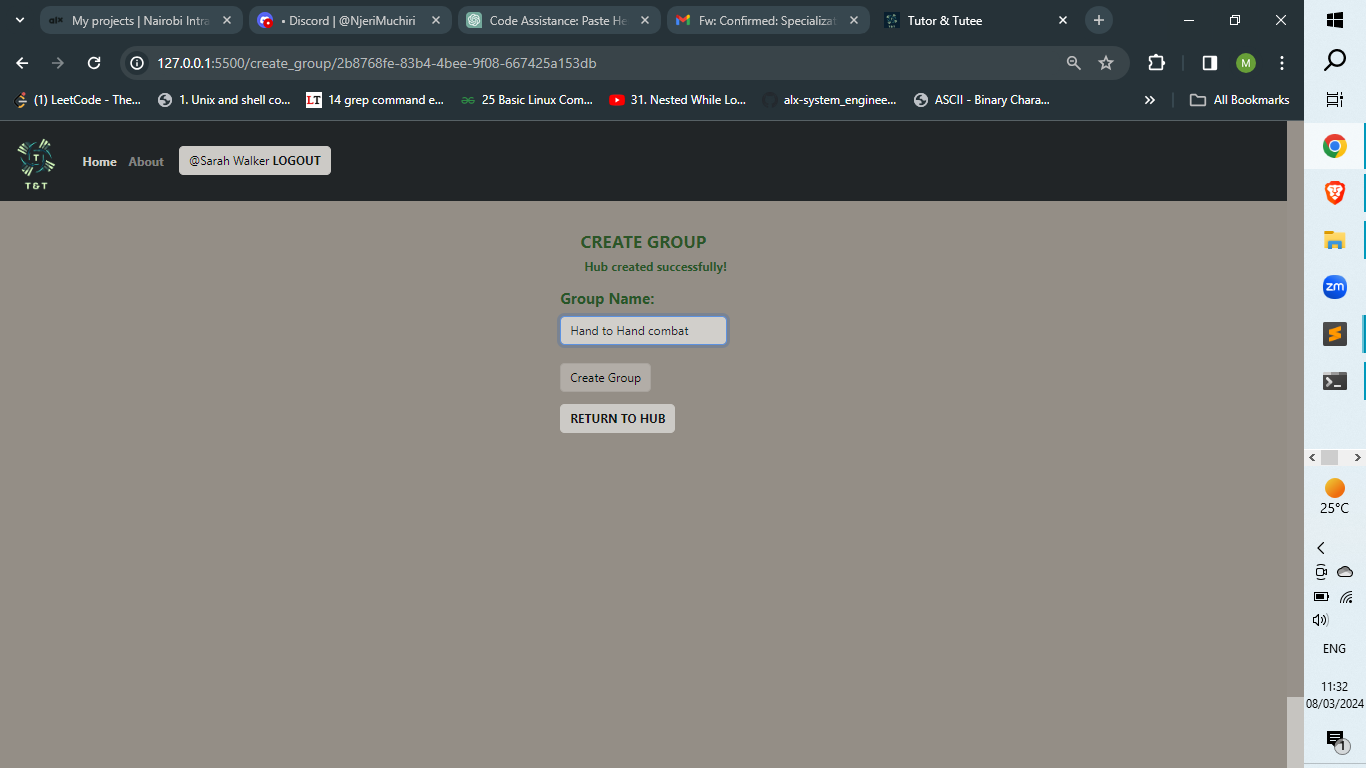 My projects | Nairobi Intra
• Discord | @NjeriMuchiri
Code Assistance: Paste He
Fw: Confirmed: Specializat
Tutor & Tutee
127.0.0.1:5500/create_group/2b8768fe-83b4-4bee-9f08-667425a153db
M
(1) LeetCode - The...
1. Unix and shell co...
LT 14 grep command e...
25 Basic Linux Com...
31. Nested While Lo...
alx-system_enginee...
ASCII - Binary Chara...
All Bookmarks
T
T&T
Home
About
@Sarah Walker LOGOUT
CREATE GROUP
Hub created successfully!
Group Name:
Hand to Hand combat
Create Group
RETURN TO HUB
zm
25°C
ENG
11:32
08/03/2024
1